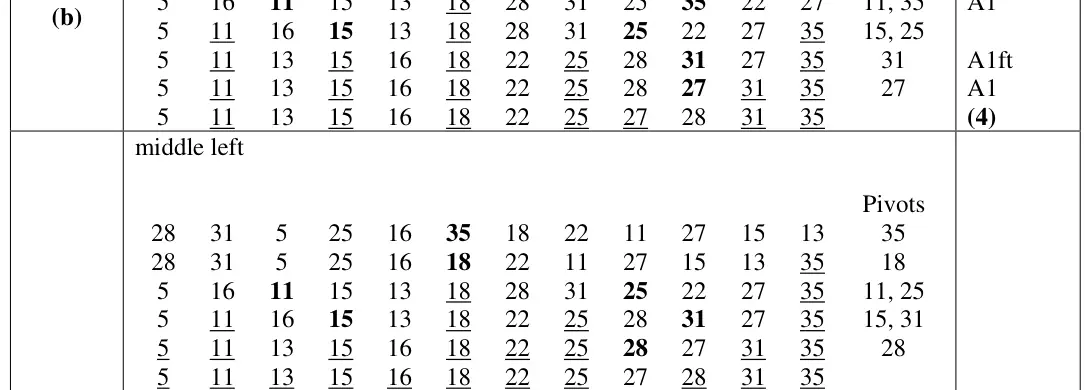 5 16 11 15 13 18 28 31 25 35 22 27 11, 35 A1
(b)
5 11 16 15 13 18 28 31 25 22 27 35 15, 25
5 11 13 15 16 18 22 25 28 31 27 35 31 A1ft
5 11 13 15 16 18 22 25 28 27 31 35 27 A1
5 11 13 15 16 18 22 25 27 28 31 35 (4)
middle left
Pivots
28 31 5 25 16 35 18 22 11 27 15 13 35
28 31 5 25 16 18 22 11 27 15 13 35 18
5 16 11 15 13 18 28 31 25 22 27 35 11, 25
5 11 16 15 13 18 22 25 28 31 27 35 15, 31
5 11 13 15 16 18 22 25 28 27 31 35 28
5 11 13 15 16 18 22 25 27 28 31 35